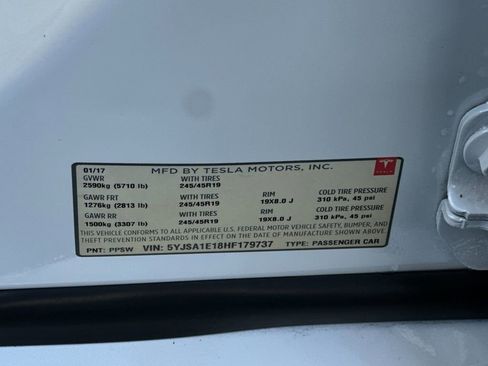 01/17 MFD BY TESLA MOTORS, INC. TESLA
GVWR WITH TIRES
2590kg (5710 lb) 245/45R19
GAWR FRT WITH TIRES RIM COLD TIRE PRESSURE
1276kg (2813 lb) 245/45R19 19X8.0 J 310 kPa, 45 psi
GAWR RR WITH TIRES RIM COLD TIRE PRESSURE
1500kg (3307 lb) 245/45R19 19X8.0 J 310 kPa, 45 psi
THIS VEHICLE CONFORMS TO ALL APPLICABLE U.S. FEDERAL MOTOR VEHICLE SAFETY, BUMPER, AND
THEFT PREVENTION STANDARDS IN EFFECT ON THE DATE OF MANUFACTURE SHOWN ABOVE.
PNT: PPSW VIN: 5YJSA1E18HF179737 TYPE: PASSENGER CAR